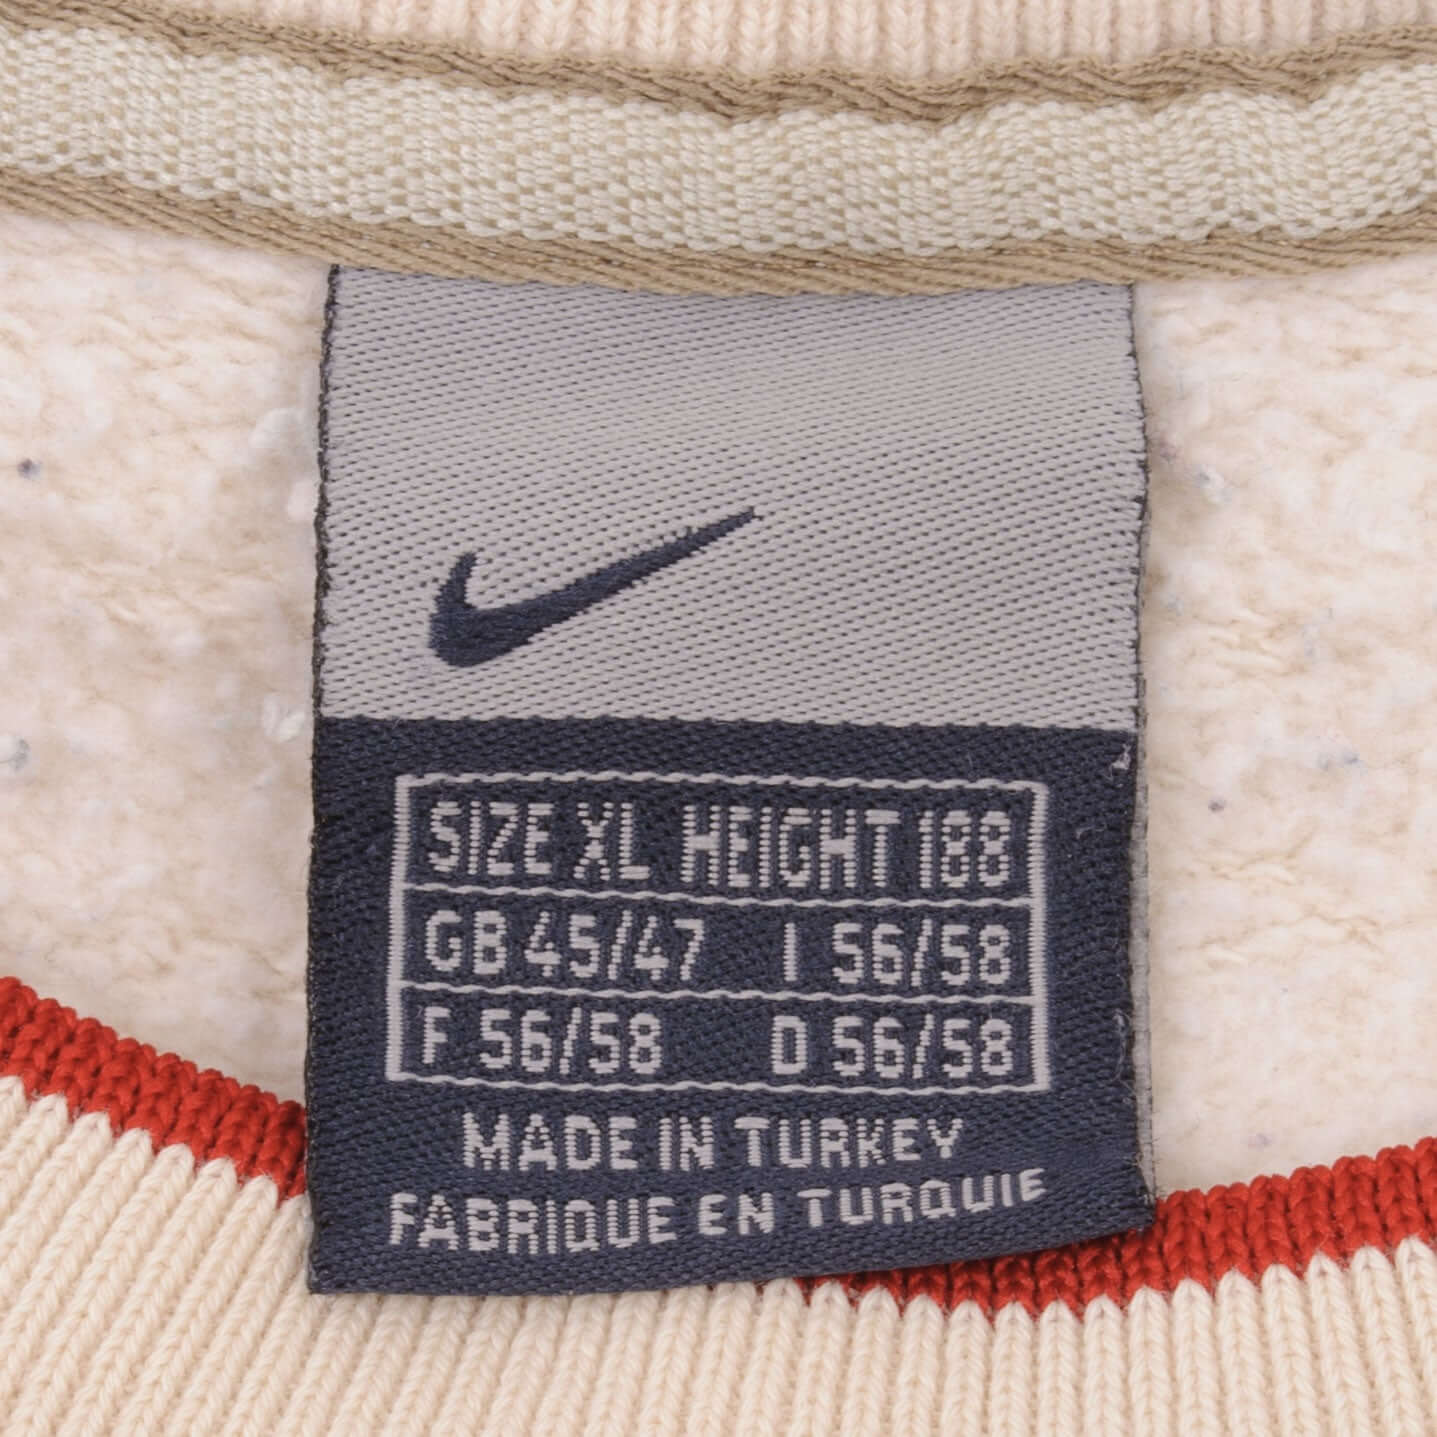 SIZE XL HEIGHT 188
GB 45/47 I 56/58
F 56/58 D 56/58
MADE IN TURKEY
FABRIQUE EN TURQUIE